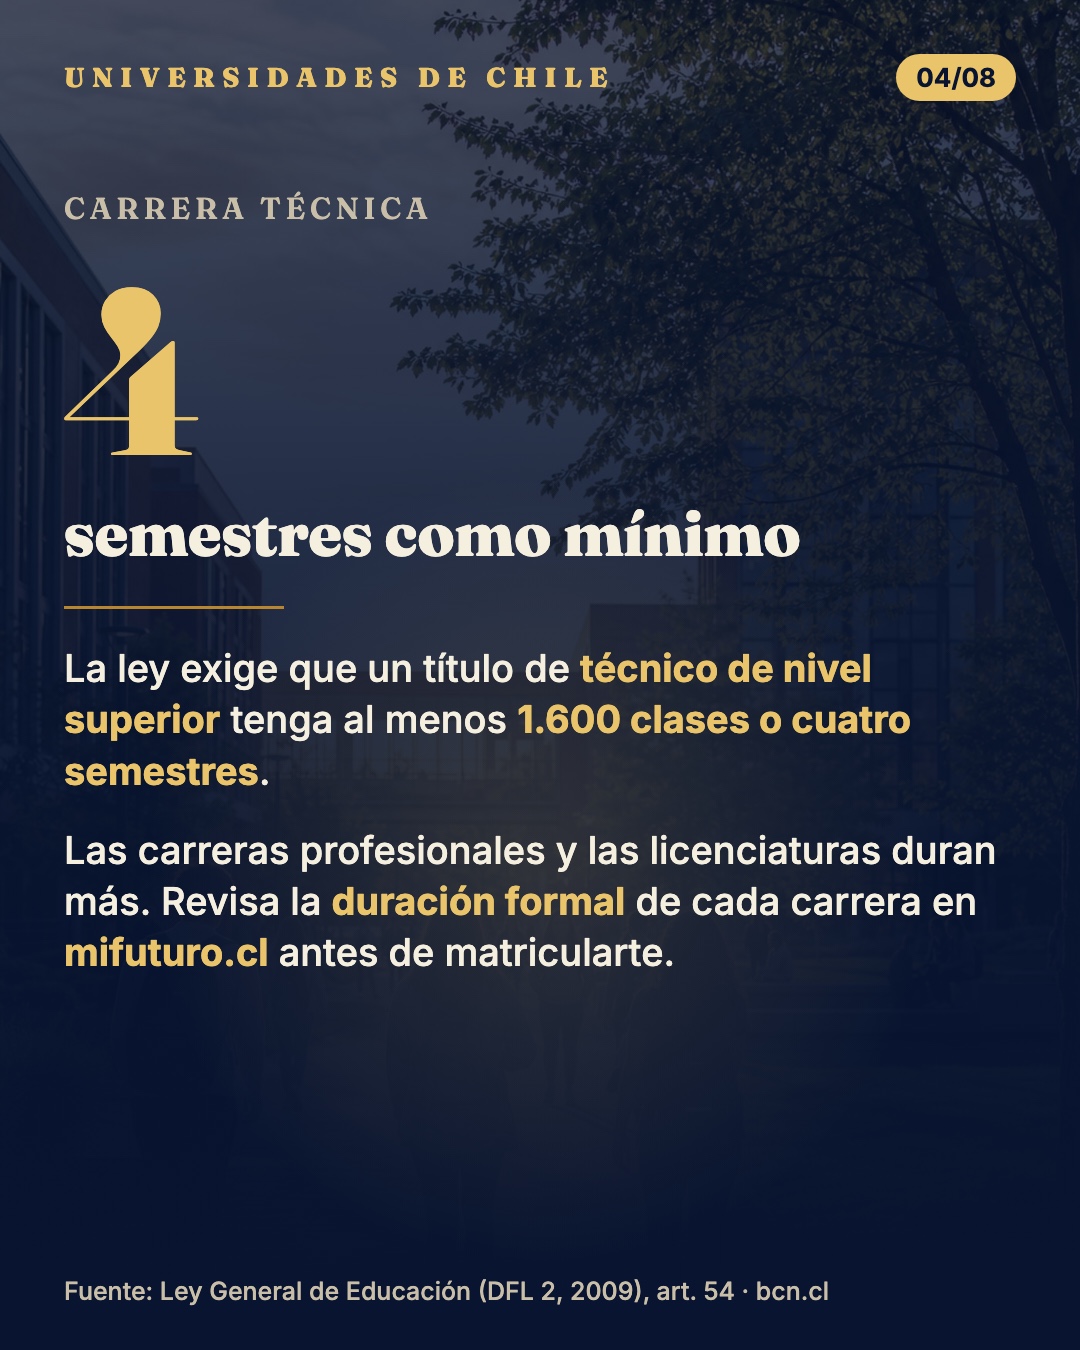 UNIVERSIDADES DE CHILE
04/08
CARRERA TÉCNICA
4
semestres como mínimo
La ley exige que un título de técnico de nivel
superior tenga al menos 1.600 clases o cuatro
semestres.
Las carreras profesionales y las licenciaturas duran
más. Revisa la duración formal de cada carrera en
mifuturo.cl antes de matricularte.
Fuente: Ley General de Educación (DFL 2, 2009), art. 54 · bcn.cl